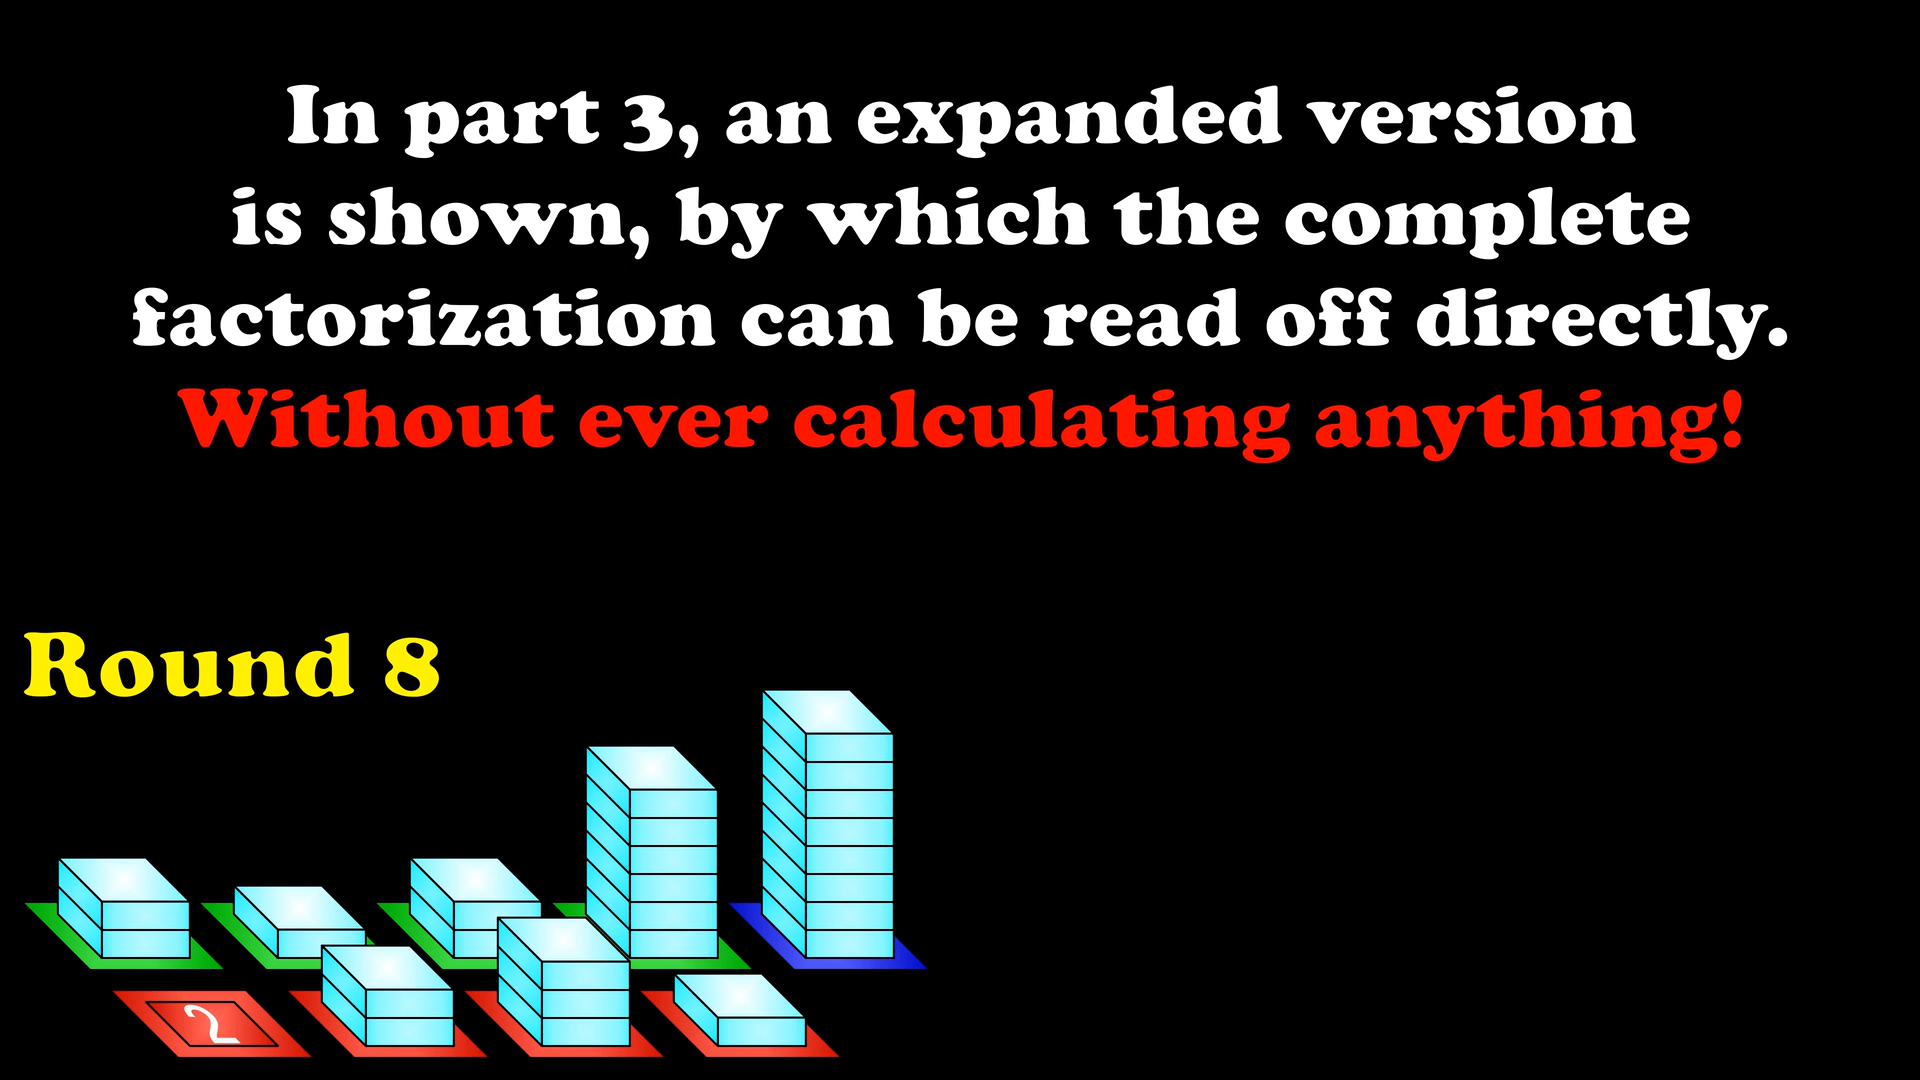 In part 3, an expanded version
is shown, by which the complete
factorization can be read off directly.
Without ever calculating anything!
Round 8
2